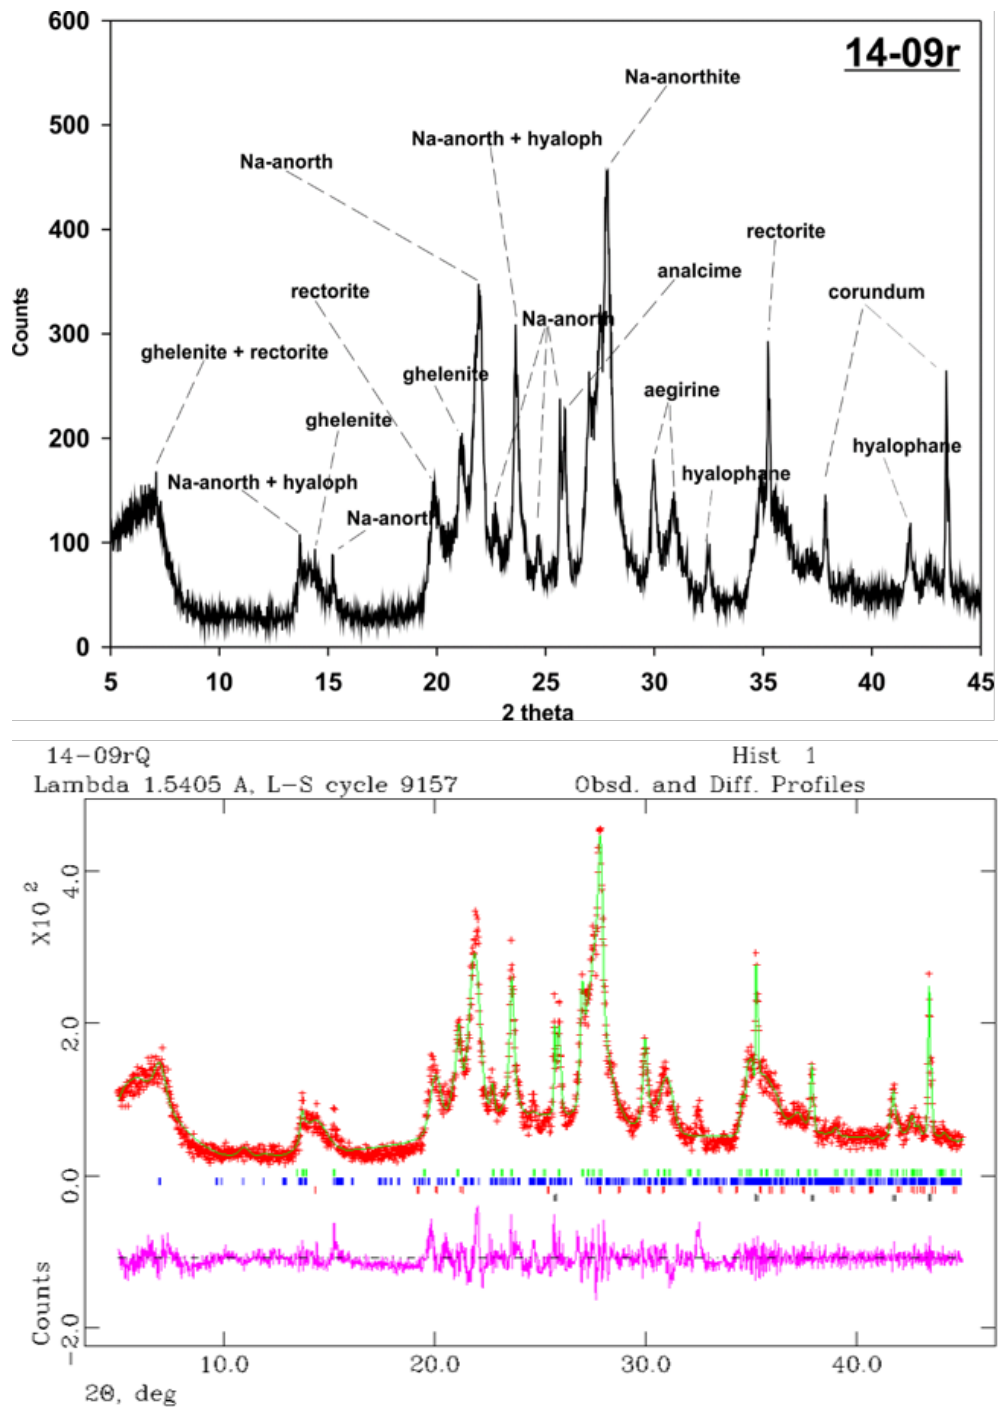 600
14-09r
Na-anorthite
500
Na-anorth + hyaloph
Na-anorth
400
rectorite
analcime
rectorite
corundum
Counts
300
Na-anorth
ghelenite + rectorite
ghelenite
aegirine
200
ghelenite
hyalophane
hyalophane
Na-anorth + hyaloph
Na-anorth
100
0
5 10 15 20 25 30 35 40 45
2 theta
14-09rQ Hist 1
Lambda 1.5405 A, L-S cycle 9157 Obsd. and Diff. Profiles
X10 2
4.0
2.0
0.0
Counts
-2.0
10.0 20.0 30.0 40.0
2Θ, deg